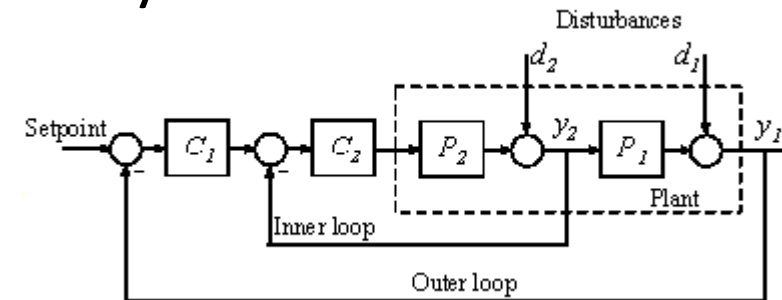 Disturbances
d2
d1
Setpoint
C1
C2
P2
y2
P1
y1
Plant
Inner loop
Outer loop